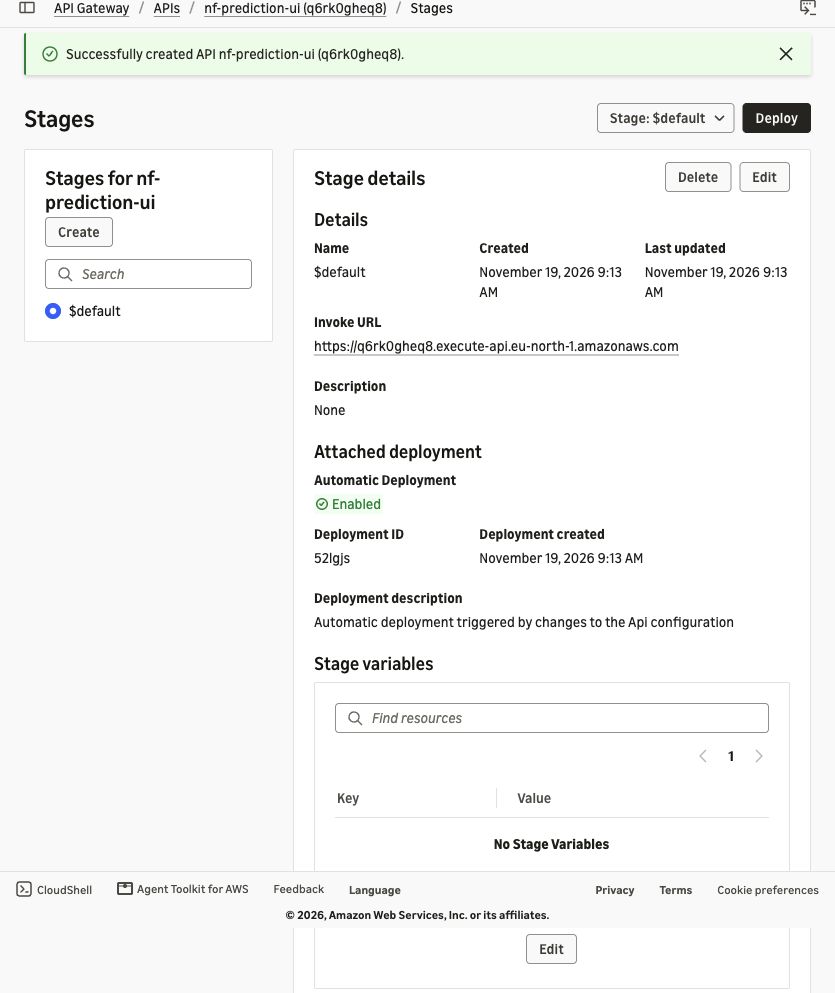 API Gateway / APIs / nf-prediction-ui (q6rk0gheq8) / Stages
Successfully created API nf-prediction-ui (q6rk0gheq8).
Stages
Stage: $default
Deploy
Stages for nf-
prediction-ui
Create
Search
$default
Stage details
Delete
Edit
Details
Name
Created
Last updated
$default
November 19, 2026 9:13
AM
November 19, 2026 9:13
AM
Invoke URL
https://q6rk0gheq8.execute-api.eu-north-1.amazonaws.com
Description
None
Attached deployment
Automatic Deployment
Enabled
Deployment ID
Deployment created
52lgjs
November 19, 2026 9:13 AM
Deployment description
Automatic deployment triggered by changes to the Api configuration
Stage variables
Find resources
1
Key
Value
No Stage Variables
CloudShell
Agent Toolkit for AWS
Feedback
Language
Privacy
Terms
Cookie preferences
© 2026, Amazon Web Services, Inc. or its affiliates.
Edit